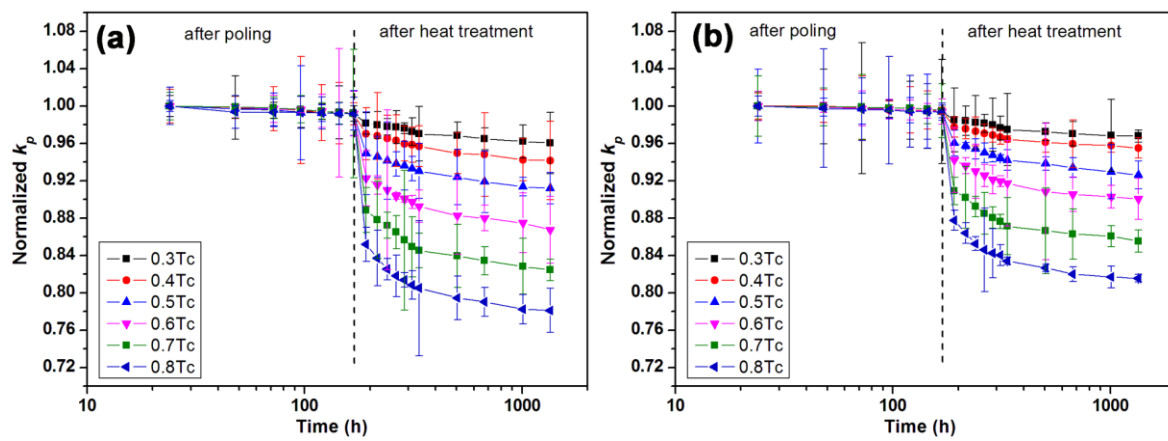 (a)
after poling
after heat treatment
1.08
1.04
1.00
0.96
0.92
0.88
0.84
0.80
0.76
0.72
Normalized kp
0.3Tc
0.4Tc
0.5Tc
0.6Tc
0.7Tc
0.8Tc
10
100
1000
Time (h)
(b)
after poling
after heat treatment
1.08
1.04
1.00
0.96
0.92
0.88
0.84
0.80
0.76
0.72
Normalized kp
0.3Tc
0.4Tc
0.5Tc
0.6Tc
0.7Tc
0.8Tc
10
100
1000
Time (h)